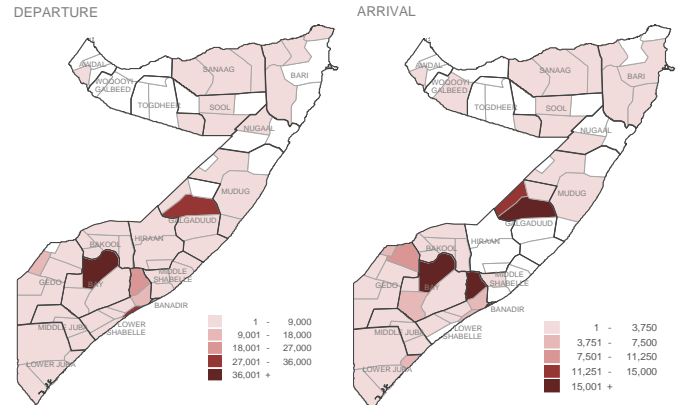 DEPARTURE
AWDAL
WOQOOYI
GALBEED
TOGDHEER
SANAAG
SOOL
BARI
NUGAAL
MUDUG
GALGADUUD
HIRAAN
BAKOOL
GEDO
BAY
MIDDLE
SHABELLE
BANADIR
LOWER
SHABELLE
MIDDLE JUBA
LOWER JUBA
1 - 9,000
9,001 - 18,000
18,001 - 27,000
27,001 - 36,000
36,001 +
ARRIVAL
AWDAL
WOQOOYI
GALBEED
TOGDHEER
SANAAG
SOOL
BARI
NUGAAL
MUDUG
GALGADUUD
HIRAAN
BAKOOL
GEDO
BAY
MIDDLE
SHABELLE
BANADIR
LOWER
SHABELLE
MIDDLE JUBA
LOWER JUBA
1 - 3,750
3,751 - 7,500
7,501 - 11,250
11,251 - 15,000
15,001 +